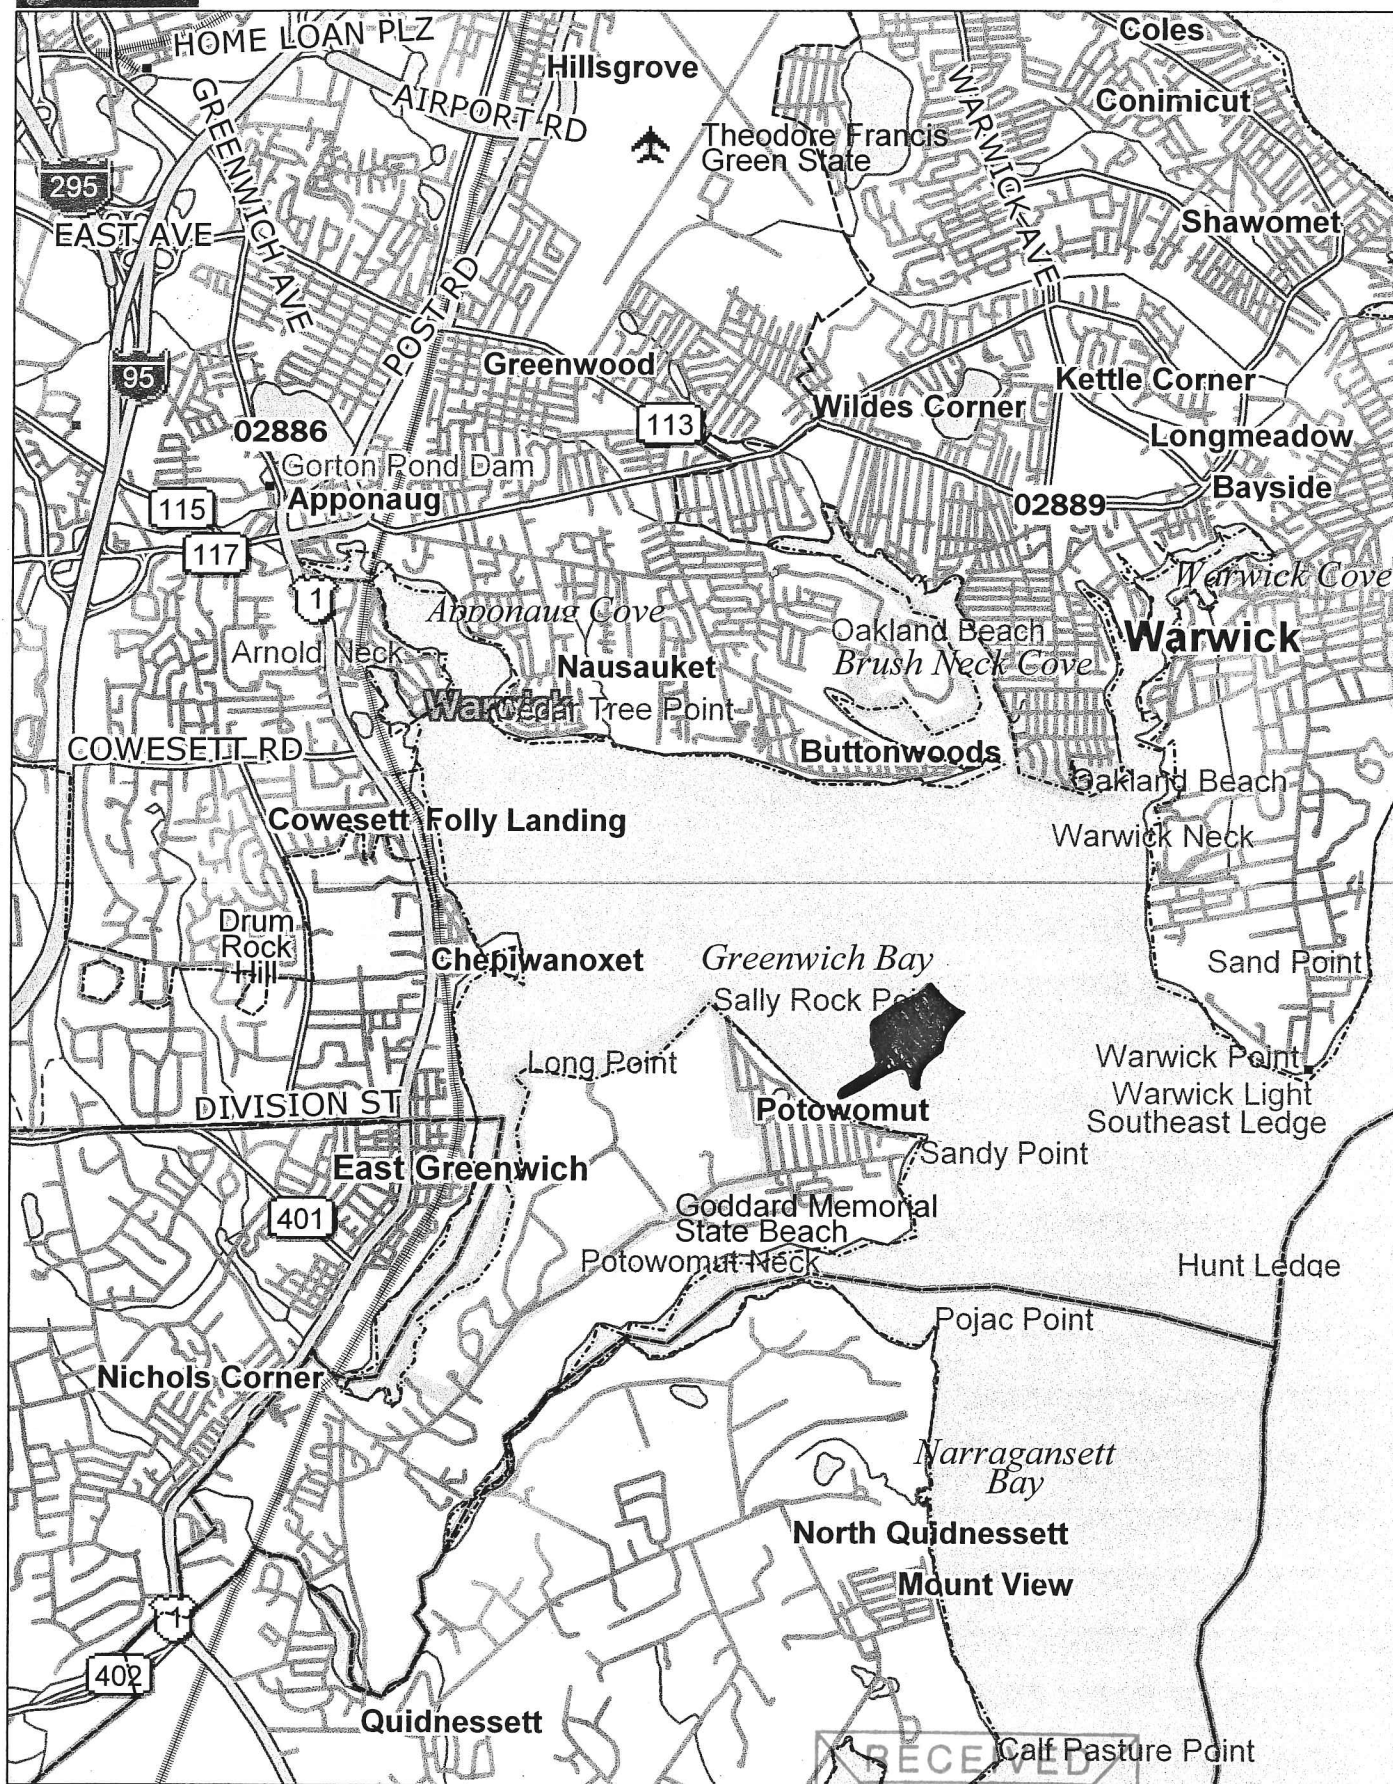 HOME LOAN PLZ
Hillsgrove
Coles
AIRPORT RD
GREENWICH AVE
WARWICK AVE
Conimicut
Theodore Francis
Green State
295
EAST AVE
Shawomet
POST RD
95
Greenwood
Kettle Corner
113
Wildes Corner
02886
Longmeadow
Gorton Pond Dam
Apponaug
115
02889
Bayside
117
1
Apponaug Cove
Warwick Cove
Oakland Beach
Warwick
Arnold Neck
Nausauket
Brush Neck Cove
Warwick
Cedar Tree Point
COWESETT RD
Buttonwoods
Oakland Beach
Cowesett
Folly Landing
Warwick Neck
Drum
Rock
Hill
Chepiwanoxet
Greenwich Bay
Sand Point
Sally Rock
Long Point
Warwick Point
Warwick Light
DIVISION ST
Potowomut
Southeast Ledge
East Greenwich
Sandy Point
401
Goddard Memorial
State Beach
Potowomut Neck
Hunt Ledge
Pojac Point
Nichols Corner
Narragansett
Bay
North Quidnessett
Mount View
1
402
Quidnessett
RECEIVED
Calf Pasture Point